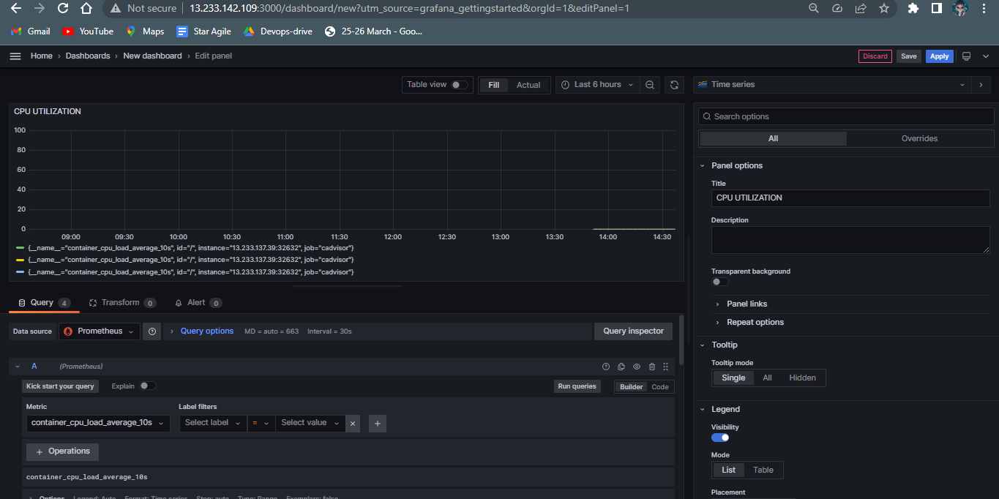 Not secure 13.233.142.109:3000/dashboard/new?utm_source=grafana_gettingstarted&orgId=1&editPanel=1
Gmail YouTube Maps Star Agile Devops-drive 25-26 March - Goo...
Home › Dashboards › New dashboard › Edit panel Discard Save Apply
Table view Fill Actual Last 6 hours Time series
CPU UTILIZATION
100
80
60
40
20
0
09:00 09:30 10:00 10:30 11:00 11:30 12:00 12:30 13:00 13:30 14:00 14:30
{__name__="container_cpu_load_average_10s", id="/", instance="13.233.137.39:32632", job="cadvisor"}
{__name__="container_cpu_load_average_10s", id="/", instance="13.233.137.39:32632", job="cadvisor"}
{__name__="container_cpu_load_average_10s", id="/", instance="13.233.137.39:32632", job="cadvisor"}
Query 4 Transform 0 Alert 0
Data source Prometheus Query options MD = auto = 663 Interval = 30s Query inspector
A (Prometheus)
Kick start your query Explain Run queries Builder Code
Metric Label filters
container_cpu_load_average_10s Select label = Select value
+ Operations
container_cpu_load_average_10s
Options Legend: Auto Format: Time series Step: auto Type: Range Exemplars: false
Search options
All Overrides
Panel options
Title
CPU UTILIZATION
Description
Transparent background
Panel links
Repeat options
Tooltip
Tooltip mode
Single All Hidden
Legend
Visibility
Mode
List Table
Placement